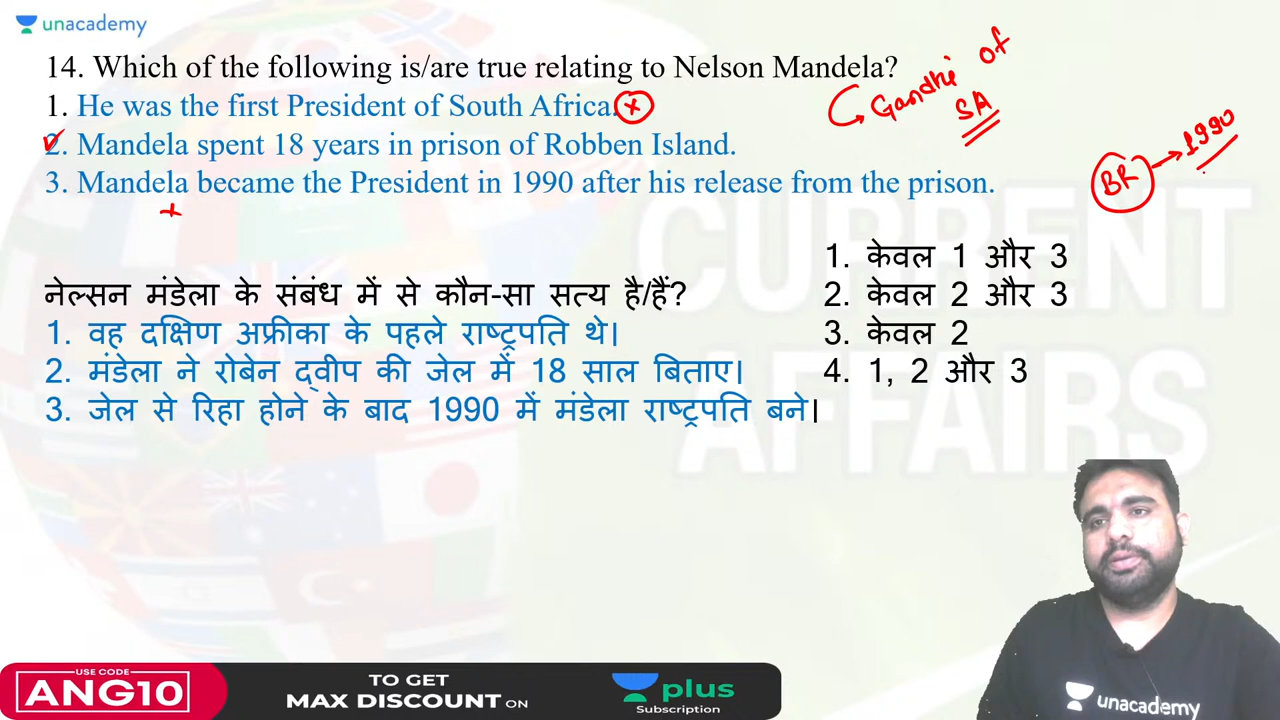 unacademy
14. Which of the following is/are true relating to Nelson Mandela?
1. He was the first President of South Africa.
2. Mandela spent 18 years in prison of Robben Island.
3. Mandela became the President in 1990 after his release from the prison.
Gandhi of
SA
BR → 1990
नेल्सन मंडेला के संबंध में से कौन-सा सत्य है/हैं?
1. वह दक्षिण अफ्रीका के पहले राष्ट्रपति थे।
2. मंडेला ने रोबेन द्वीप की जेल में 18 साल बिताए।
3. जेल से रिहा होने के बाद 1990 में मंडेला राष्ट्रपति बने।
1. केवल 1 और 3
2. केवल 2 और 3
3. केवल 2
4. 1, 2 और 3
CURRENT
AFFAIRS
unacademy
USE CODE
ANG10
TO GET
MAX DISCOUNT ON
plus
Subscription